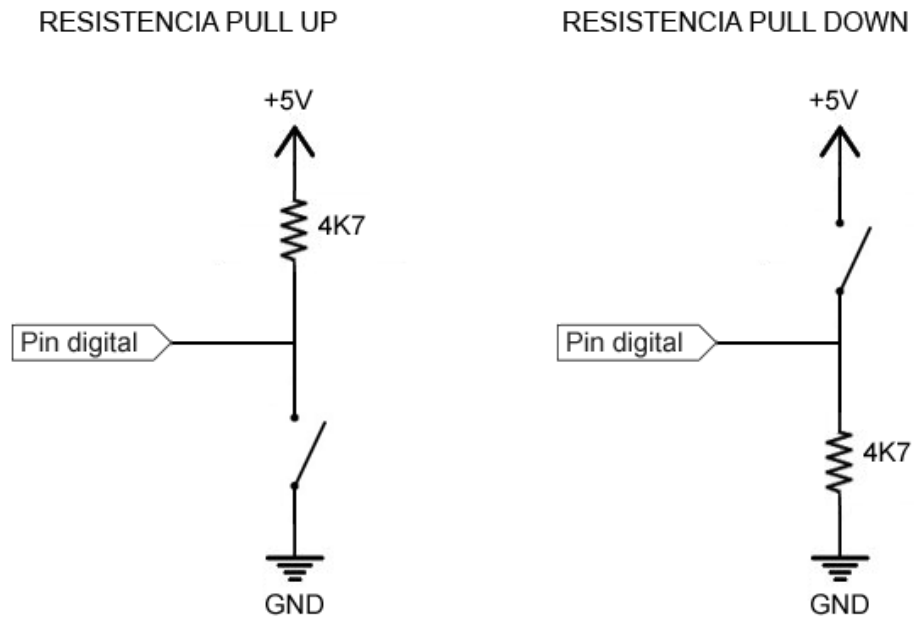 RESISTENCIA PULL UP
+5V
4K7
Pin digital
GND
RESISTENCIA PULL DOWN
+5V
Pin digital
4K7
GND